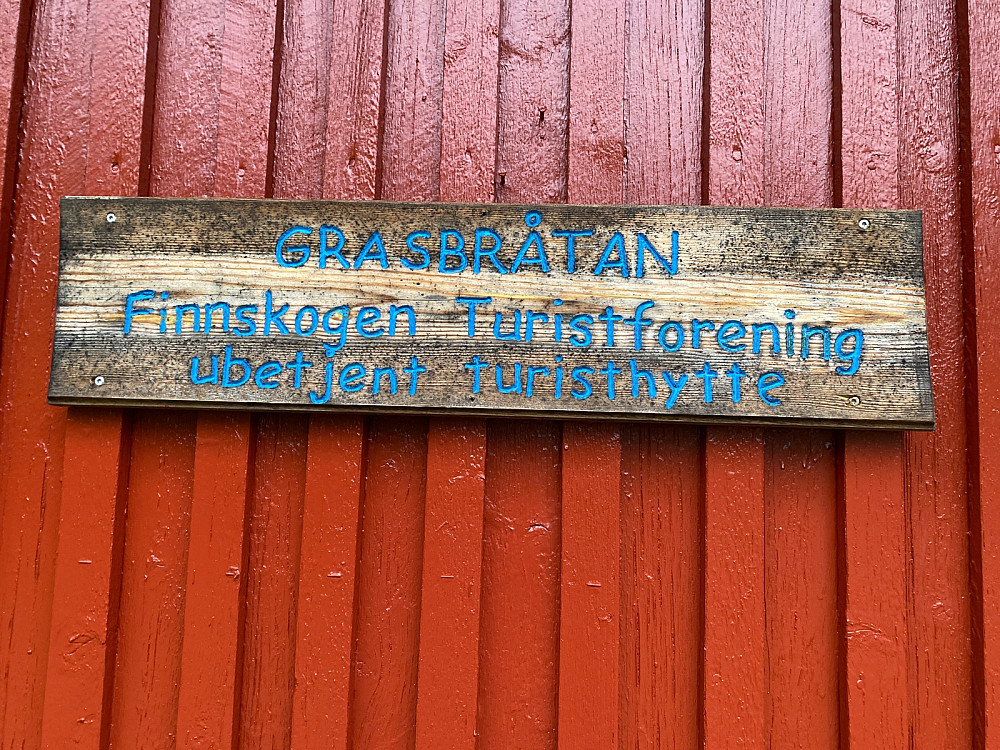 GRASBRÅTAN
Finnskogen Turistforening
ubetjent turisthytte